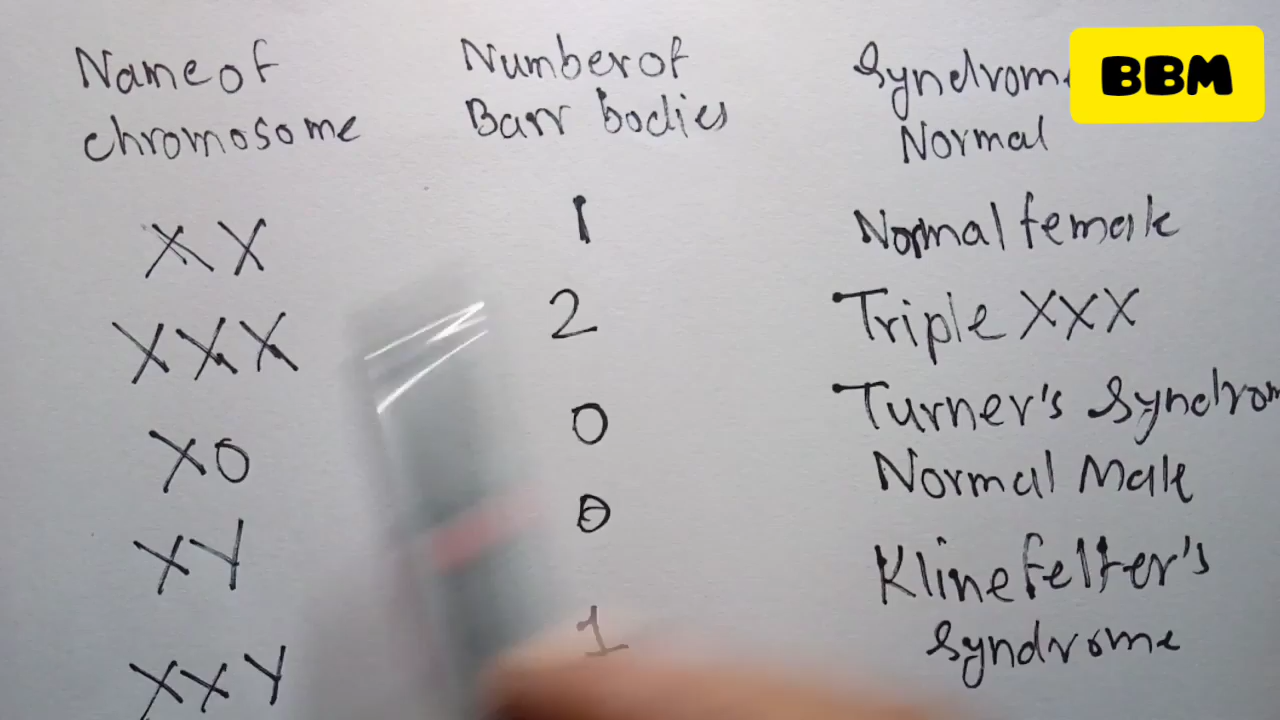 Name of Number of Syndrom BBM
chromosome Barr bodies Normal
XX 1 Normal female
XXX 2 Triple XXX
XO 0 Turner's Syndrom
XY 0 Normal Male
XXY 1 Klinefelter's
Syndrome